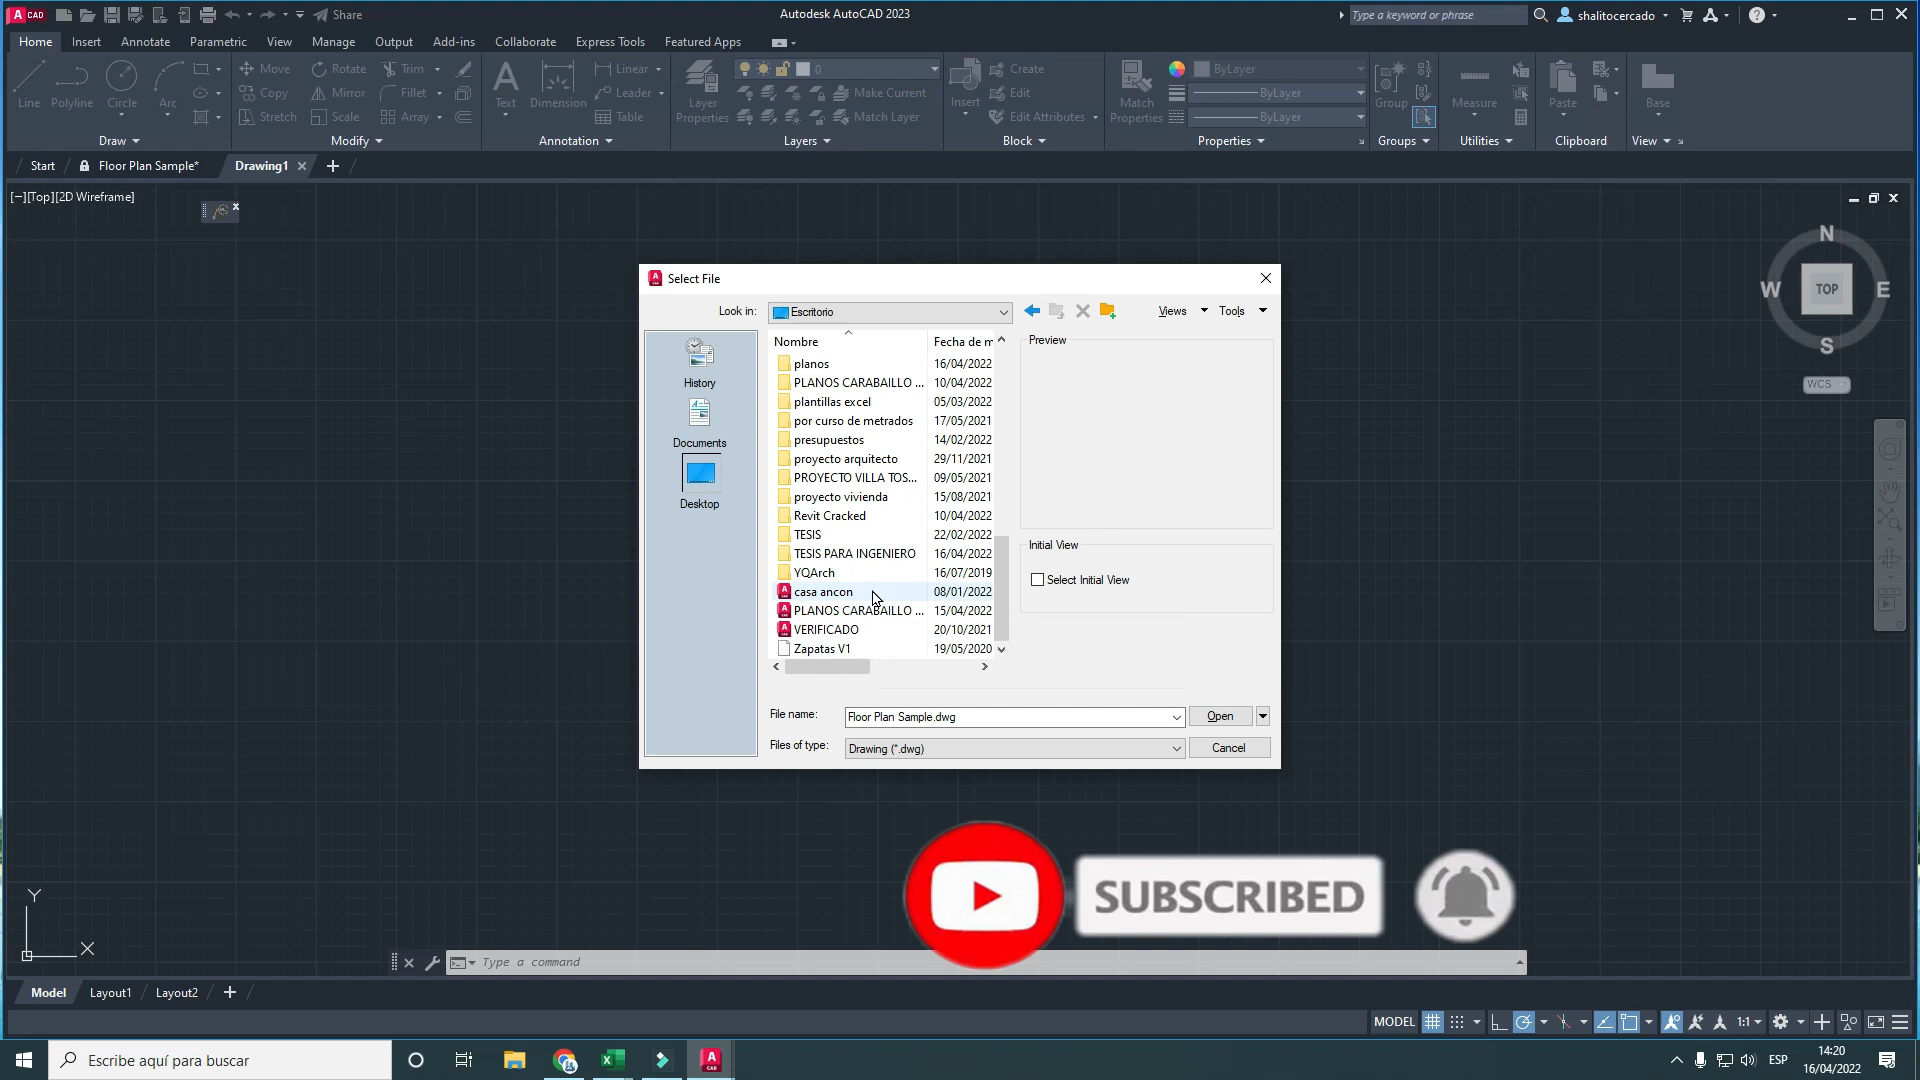 CAD
Share
Autodesk AutoCAD 2023
Type a keyword or phrase
shalitocercado
Home
Insert
Annotate
Parametric
View
Manage
Output
Add-ins
Collaborate
Express Tools
Featured Apps
Line
Polyline
Circle
Arc
Draw
Move
Rotate
Trim
Copy
Mirror
Fillet
Stretch
Scale
Array
Modify
Text
Dimension
Linear
Leader
Table
Annotation
Layer
Properties
0
Make Current
Match Layer
Layers
Insert
Create
Edit
Edit Attributes
Block
Match
Properties
ByLayer
ByLayer
ByLayer
Properties
Group
Groups
Measure
Utilities
Paste
Clipboard
Base
View
Start
Floor Plan Sample*
Drawing1
[−][Top][2D Wireframe]
N
W
TOP
E
S
WCS
Select File
Look in:
Escritorio
Views
Tools
History
Documents
Desktop
Nombre
Fecha de m
planos
16/04/2022
PLANOS CARABAILLO ...
10/04/2022
plantillas excel
05/03/2022
por curso de metrados
17/05/2021
presupuestos
14/02/2022
proyecto arquitecto
29/11/2021
PROYECTO VILLA TOS...
09/05/2021
proyecto vivienda
15/08/2021
Revit Cracked
10/04/2022
TESIS
22/02/2022
TESIS PARA INGENIERO
16/04/2022
YQArch
16/07/2019
casa ancon
08/01/2022
PLANOS CARABAILLO ...
15/04/2022
VERIFICADO
20/10/2021
Zapatas V1
19/05/2020
Preview
Initial View
Select Initial View
File name:
Floor Plan Sample.dwg
Open
Files of type:
Drawing (*.dwg)
Cancel
SUBSCRIBED
Y
X
Type a command
Model
Layout1
Layout2
MODEL
1:1
Escribe aquí para buscar
ESP
14:20
16/04/2022